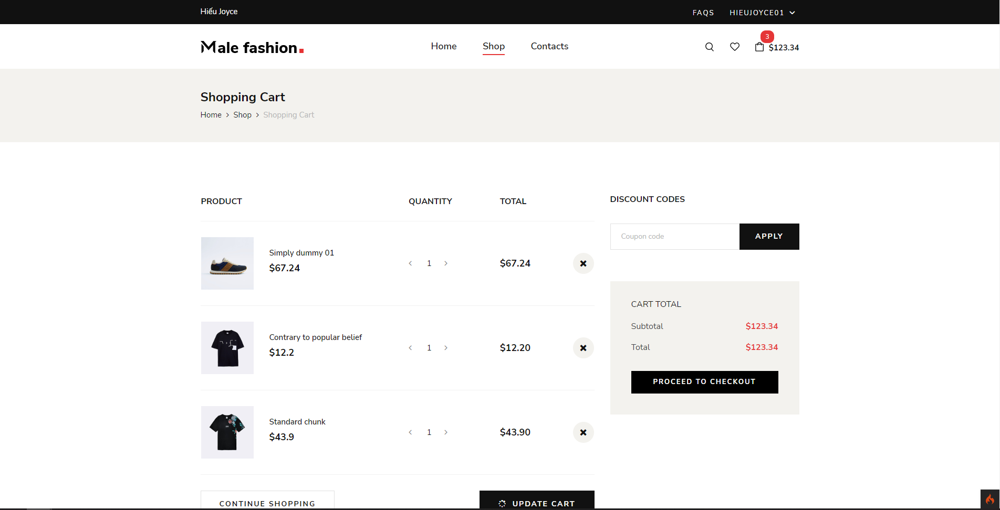 Hiếu Joyce
FAQS HIEUJOYCE01
Male fashion.
Home Shop Contacts
3
$123.34
Shopping Cart
Home > Shop > Shopping Cart
PRODUCT QUANTITY TOTAL
Simply dummy 01
$67.24
< 1 >
$67.24
Contrary to popular belief
$12.2
< 1 >
$12.20
Standard chunk
$43.9
< 1 >
$43.90
CONTINUE SHOPPING
UPDATE CART
DISCOUNT CODES
Coupon code
APPLY
CART TOTAL
Subtotal $123.34
Total $123.34
PROCEED TO CHECKOUT